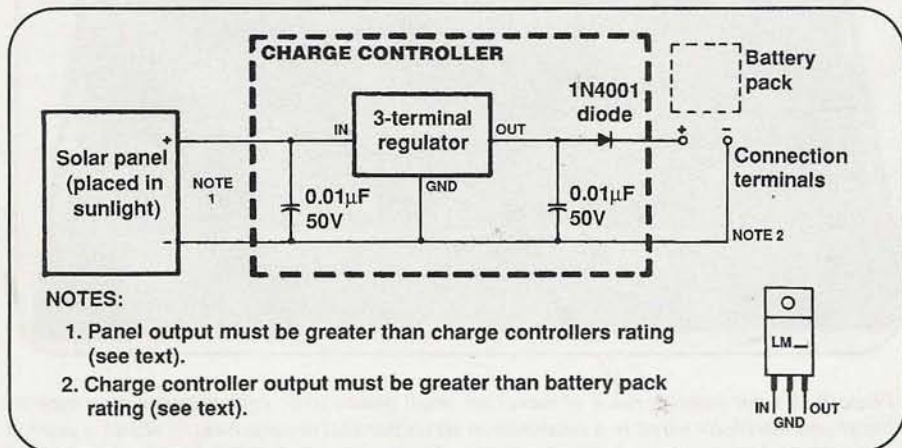 CHARGE CONTROLLER
Battery
pack
1N4001
diode
3-terminal
regulator
IN
OUT
GND
+
Solar panel
(placed in
sunlight)
-
NOTE
1
0.01μF
50V
0.01μF
50V
+
-
Connection
terminals
NOTE 2
NOTES:
1. Panel output must be greater than charge controllers rating
(see text).
2. Charge controller output must be greater than battery pack
rating (see text).
LM_
IN
OUT
GND